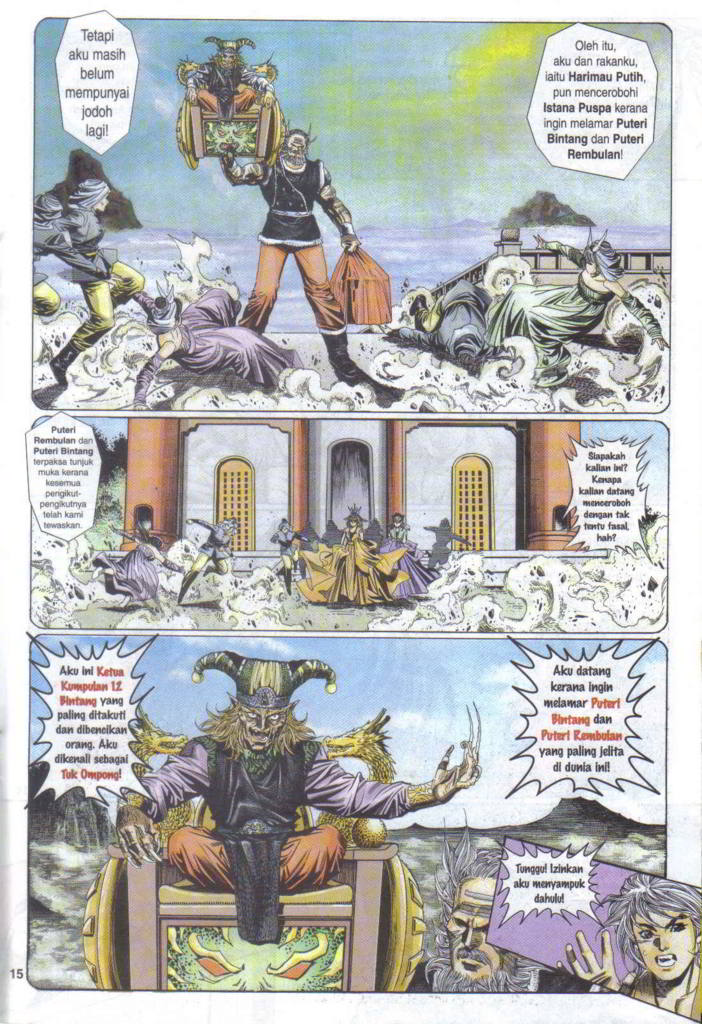 Tetapi
aku masih
belum
mempunyai
jodoh
lagi!
Oleh itu,
aku dan rakanku,
iaitu Harimau Putih,
pun mencerobohi
Istana Puspa kerana
ingin melamar Puteri
Bintang dan Puteri
Rembulan!
Puteri
Rembulan dan
Puteri Bintang
terpaksa tunjuk
muka kerana
kesemua
pengikut-
pengikutnya
telah kami
tewaskan.
Siapakah
kalian ini?
Kenapa
kalian datang
menceroboh
dengan tak
tentu fasal,
hah?
Aku ini Ketua
Kumpulan 12
Bintang yang
paling ditakuti
dan dibencikan
orang. Aku
dikenali sebagai
Tuk Ompong!
Aku datang
kerana ingin
melamar Puteri
Bintang dan
Puteri Rembulan
yang paling jelita
di dunia ini!
Tunggu! Izinkan
aku menyampuk
dahulu!
15